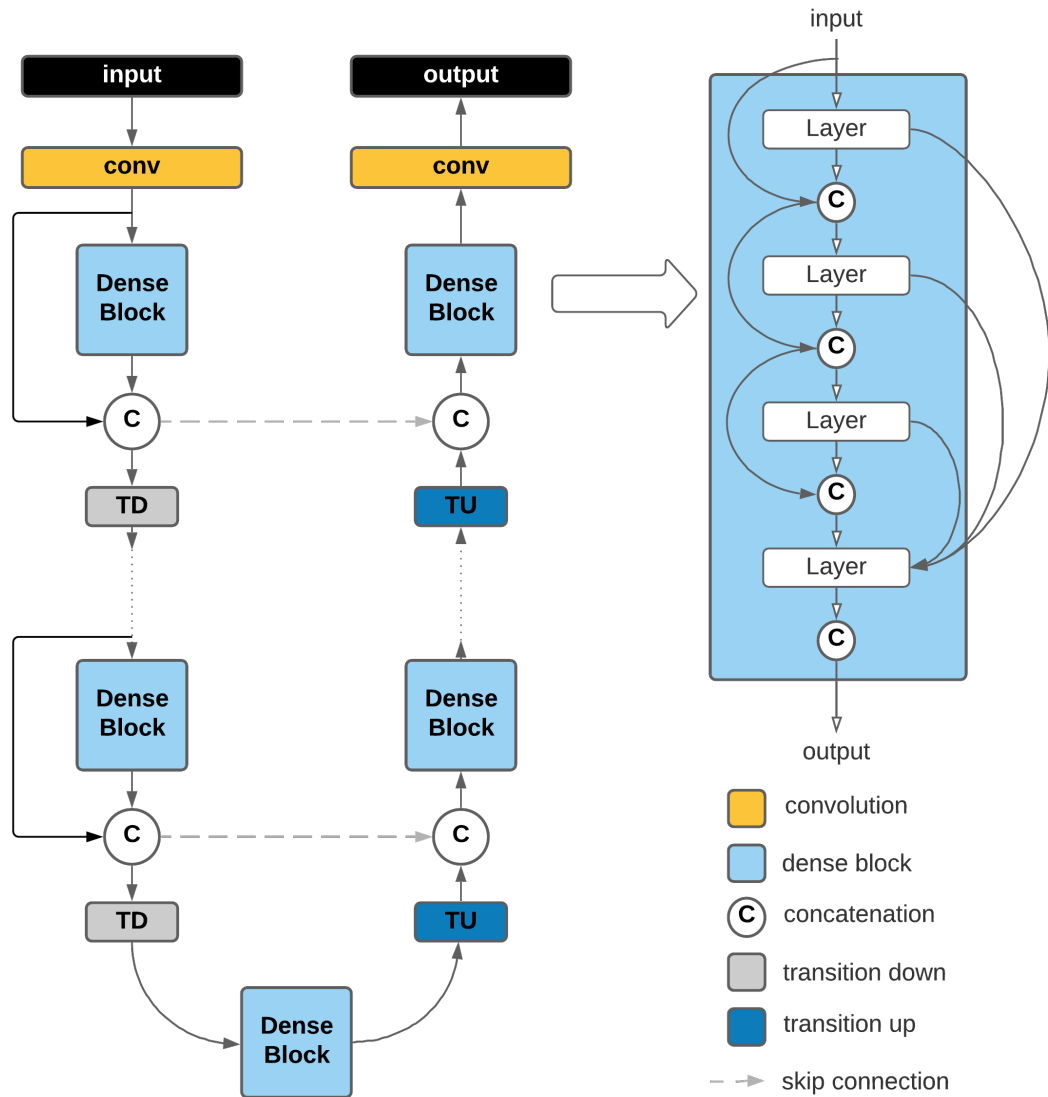 input
conv
Dense
Block
C
TD
Dense
Block
C
TD
Dense
Block
output
conv
Dense
Block
C
TU
Dense
Block
C
TU
input
Layer
C
Layer
C
Layer
C
Layer
C
output
convolution
dense block
C concatenation
transition down
transition up
skip connection